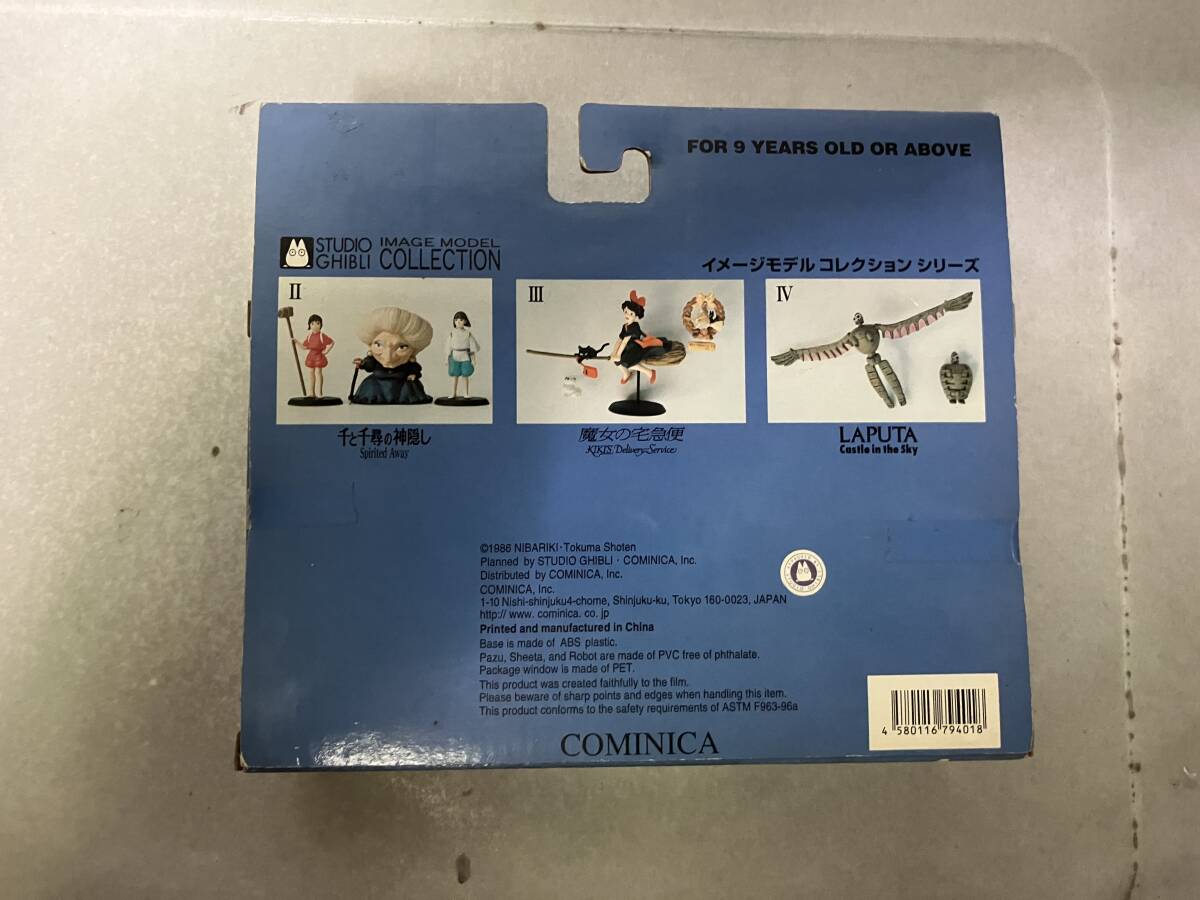 FOR 9 YEARS OLD OR ABOVE
STUDIO GHIBLI IMAGE MODEL COLLECTION
イメージモデル コレクション シリーズ
II
III
IV
千と千尋の神隠し
Spirited Away
魔女の宅急便
KIKI'S Delivery Service
LAPUTA
Castle in the Sky
©1986 NIBARIKI・Tokuma Shoten
Planned by STUDIO GHIBLI・COMINICA, Inc.
Distributed by COMINICA, Inc.
COMINICA, Inc.
1-10 Nishi-shinjuku4-chome, Shinjuku-ku, Tokyo 160-0023, JAPAN
http:// www. cominica. co. jp
Printed and manufactured in China
Base is made of ABS plastic.
Pazu, Sheeta, and Robot are made of PVC free of phthalate.
Package window is made of PET.
This product was created faithfully to the film.
Please beware of sharp points and edges when handling this item.
This product conforms to the safety requirements of ASTM F963-96a
COMINICA
4 580116 794018